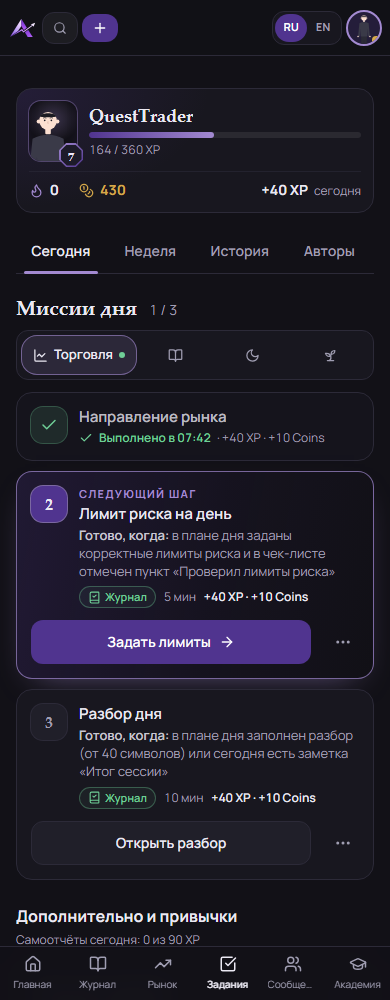 RU EN
QuestTrader
164 / 360 XP
7
0 430 +40 XP сегодня
Сегодня Неделя История Авторы
Миссии дня 1 / 3
Торговля
Направление рынка
Выполнено в 07:42 · +40 XP · +10 Coins
2
СЛЕДУЮЩИЙ ШАГ
Лимит риска на день
Готово, когда: в плане дня заданы
корректные лимиты риска и в чек-листе
отмечен пункт «Проверил лимиты риска»
Журнал 5 мин +40 XP · +10 Coins
Задать лимиты →
3
Разбор дня
Готово, когда: в плане дня заполнен разбор
(от 40 символов) или сегодня есть заметка
«Итог сессии»
Журнал 10 мин +40 XP · +10 Coins
Открыть разбор
Дополнительно и привычки
Самоотчёты сегодня: 0 из 90 XP
Главная Журнал Рынок Задания Сообще... Академия